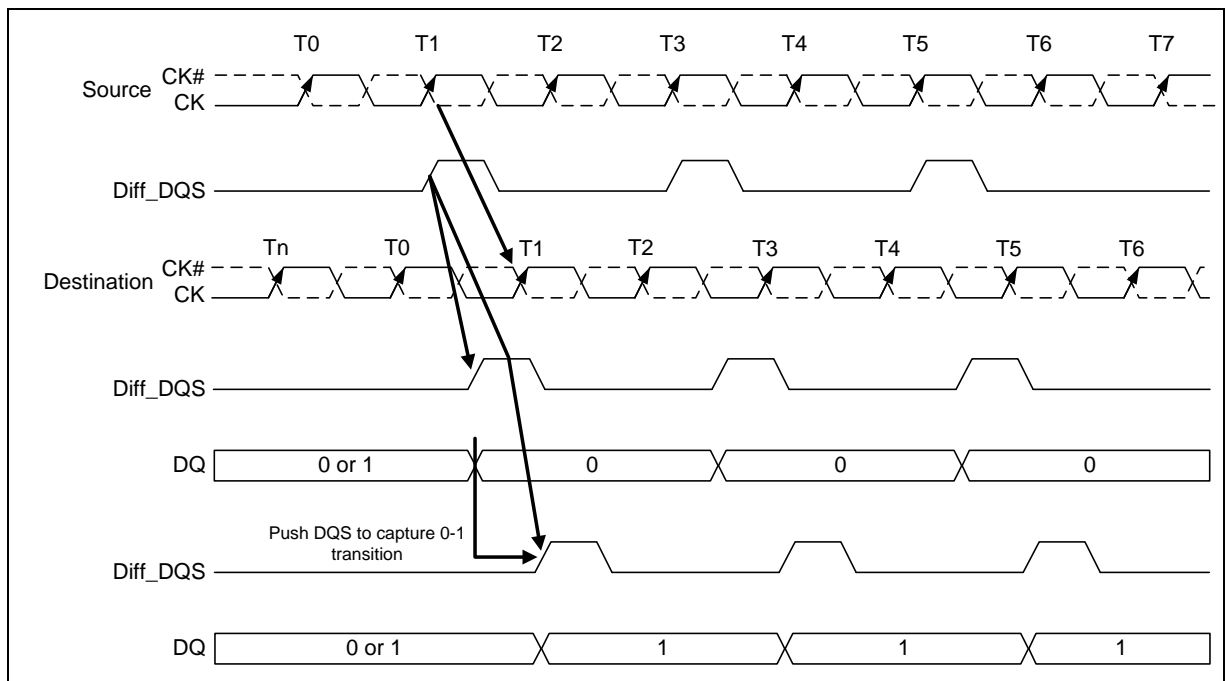 T0 T1 T2 T3 T4 T5 T6 T7
Source CK#
CK
Diff_DQS
Tn T0 T1 T2 T3 T4 T5 T6
Destination CK#
CK
Diff_DQS
DQ 0 or 1 0 0 0
Push DQS to capture 0-1
transition
Diff_DQS
DQ 0 or 1 1 1 1